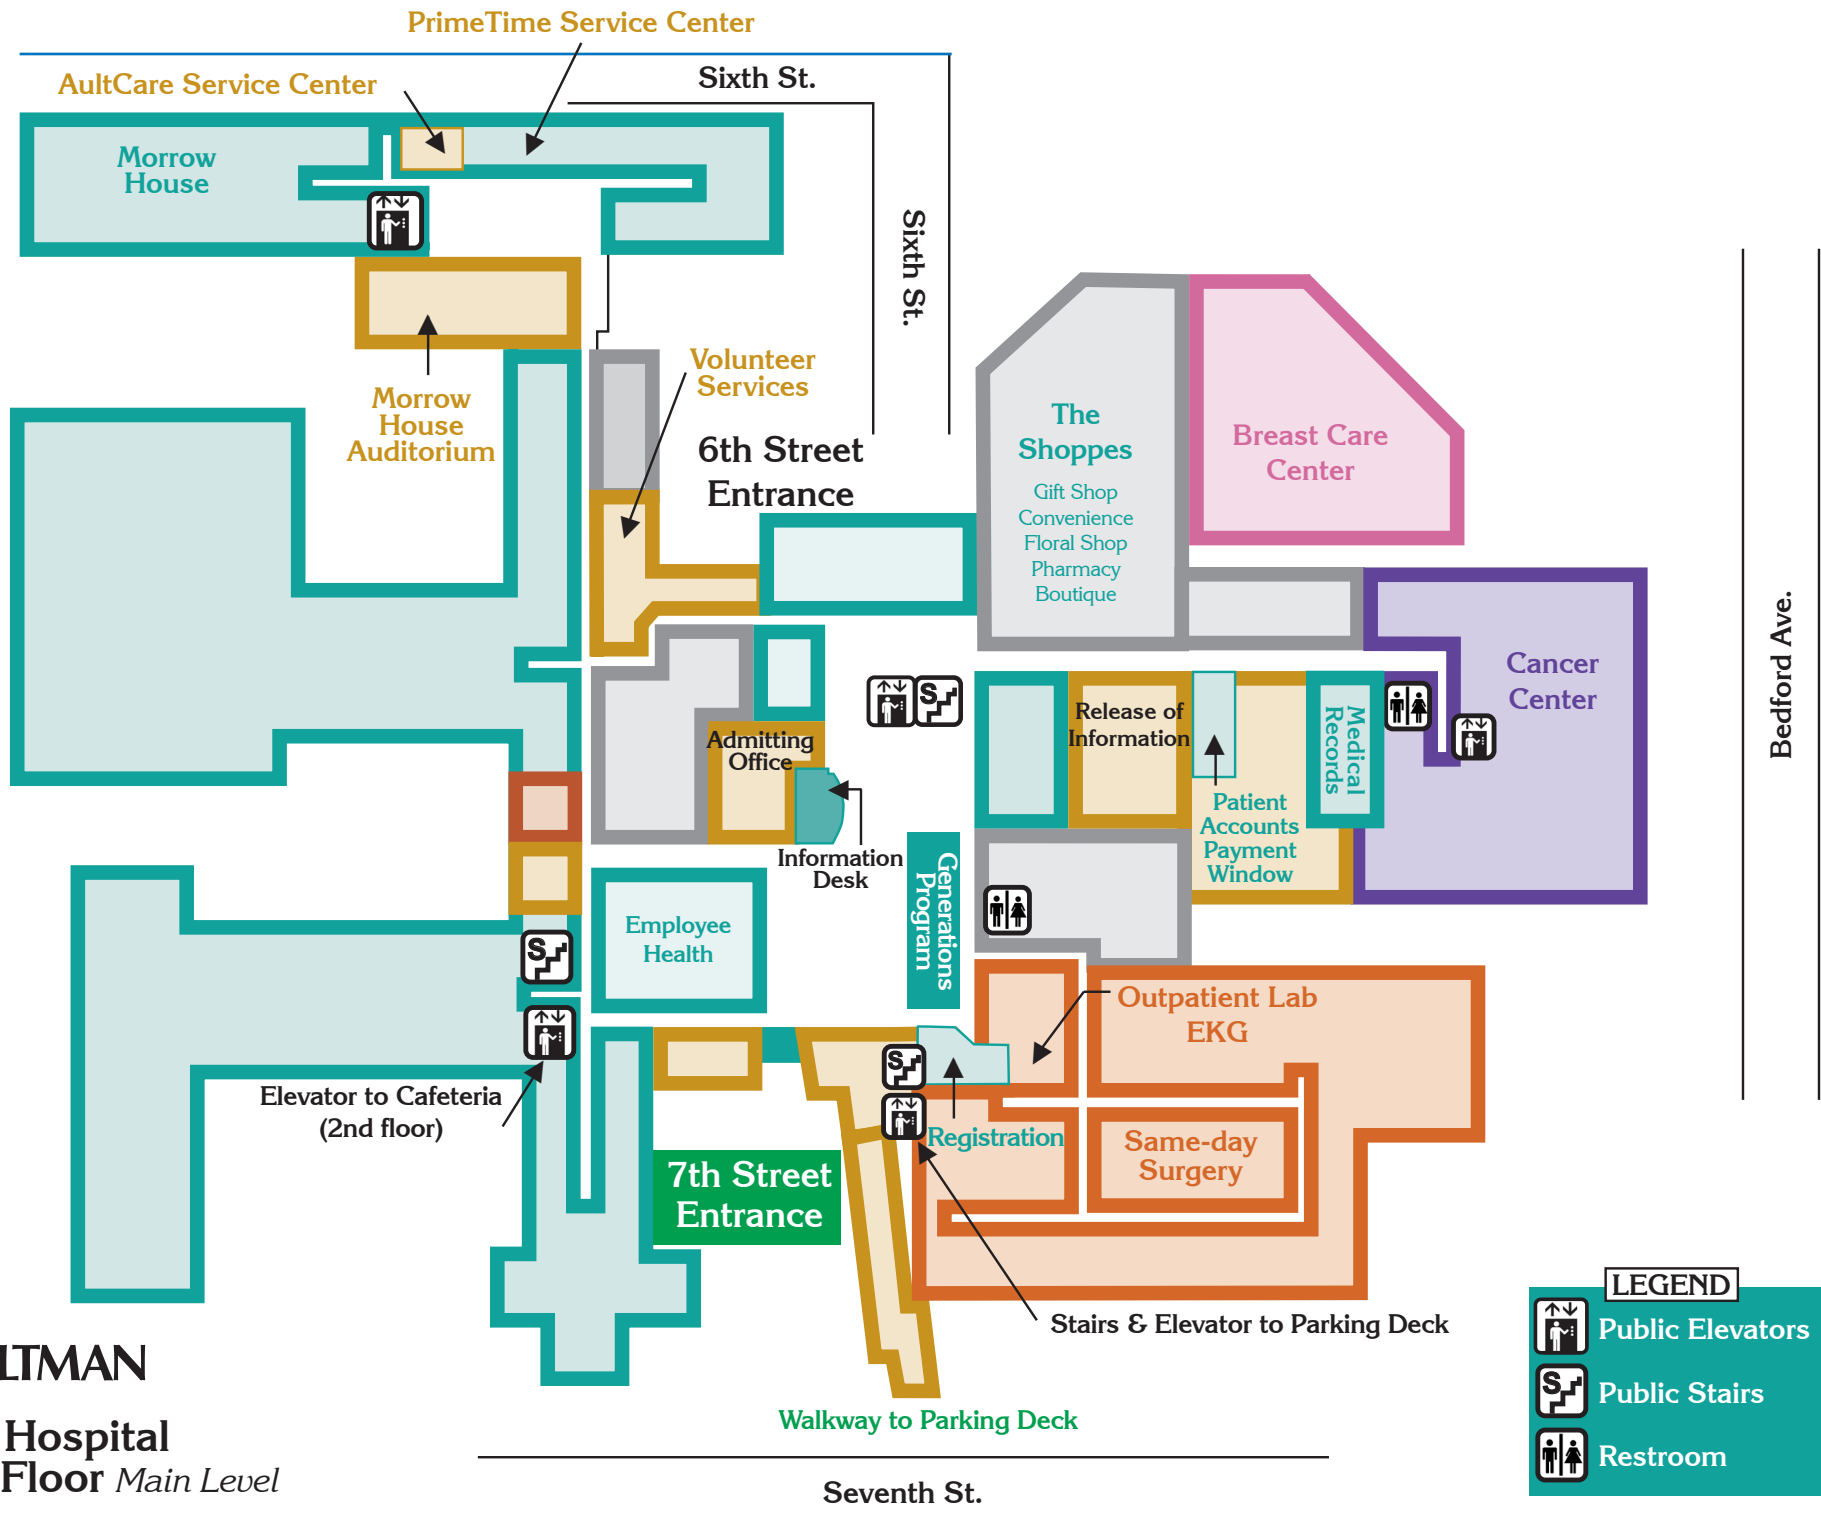 PrimeTime Service Center
AultCare Service Center
Sixth St.
Morrow
House
Sixth St.
Morrow
House
Auditorium
Volunteer
Services
6th Street
Entrance
The
Shoppes
Gift Shop
Convenience
Floral Shop
Pharmacy
Boutique
Breast Care
Center
Cancer
Center
Bedford Ave.
S
Release of
Information
Medical
Records
Admitting
Office
Patient
Accounts
Payment
Window
Information
Desk
Generations
Program
Employee
Health
S
Outpatient Lab
EKG
S
Elevator to Cafeteria
(2nd floor)
Registration
Same-day
Surgery
7th Street
Entrance
Stairs & Elevator to Parking Deck
Walkway to Parking Deck
Seventh St.
LTMAN
Hospital
Floor Main Level
LEGEND
Public Elevators
S
Public Stairs
Restroom